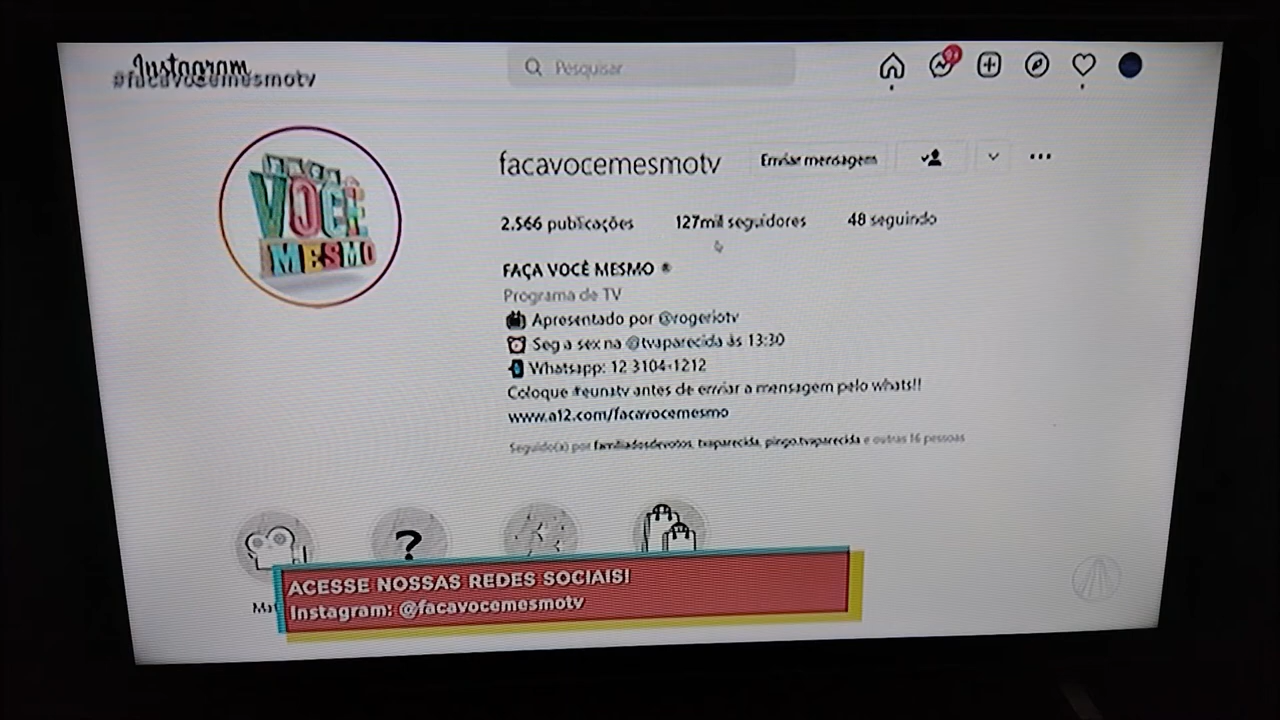 Instagram
#facavocemesmotv
Pesquisar
FAÇA
VOCÊ
MESMO
facavocemesmotv
Enviar mensagem
2.566 publicações
127mil seguidores
48 seguindo
FAÇA VOCÊ MESMO
Programa de TV
Apresentado por @rogeriotv
Seg a sex na @tvaparecida às 13:30
Whatsapp: 12 3104-1212
Coloque #eunatv antes de enviar a mensagem pelo whats!!
www.a12.com/facavocemesmo
Seguido(a) por familiadosdevotos, tvaparecida, pingo.tvaparecida e outras 16 pessoas
?
ACESSE NOSSAS REDES SOCIAIS!
Instagram: @facavocemesmotv